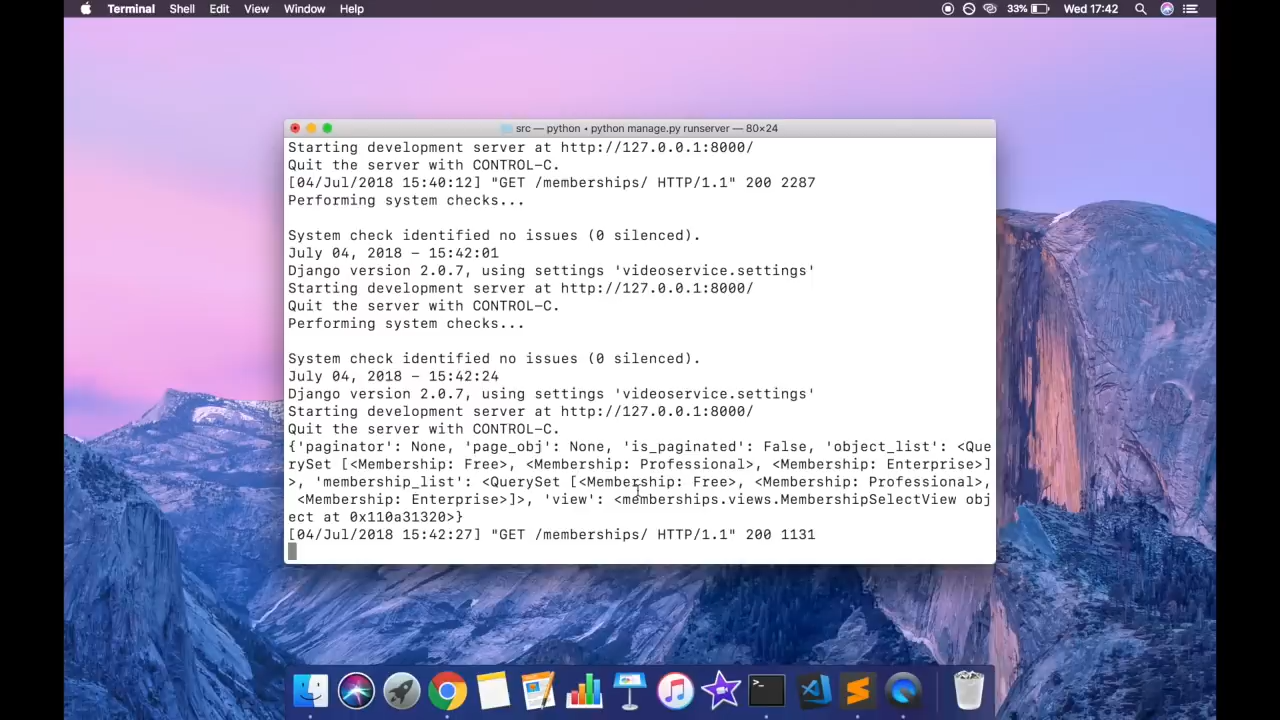 Terminal Shell Edit View Window Help 33% Wed 17:42
src — python • python manage.py runserver — 80×24
Starting development server at http://127.0.0.1:8000/
Quit the server with CONTROL-C.
[04/Jul/2018 15:40:12] "GET /memberships/ HTTP/1.1" 200 2287
Performing system checks...
System check identified no issues (0 silenced).
July 04, 2018 - 15:42:01
Django version 2.0.7, using settings 'videoservice.settings'
Starting development server at http://127.0.0.1:8000/
Quit the server with CONTROL-C.
Performing system checks...
System check identified no issues (0 silenced).
July 04, 2018 - 15:42:24
Django version 2.0.7, using settings 'videoservice.settings'
Starting development server at http://127.0.0.1:8000/
Quit the server with CONTROL-C.
{'paginator': None, 'page_obj': None, 'is_paginated': False, 'object_list': <Que
rySet [<Membership: Free>, <Membership: Professional>, <Membership: Enterprise>]
>, 'membership_list': <QuerySet [<Membership: Free>, <Membership: Professional>,
 <Membership: Enterprise>]>, 'view': <memberships.views.MembershipSelectView obj
ect at 0x110a31320>}
[04/Jul/2018 15:42:27] "GET /memberships/ HTTP/1.1" 200 1131
>_